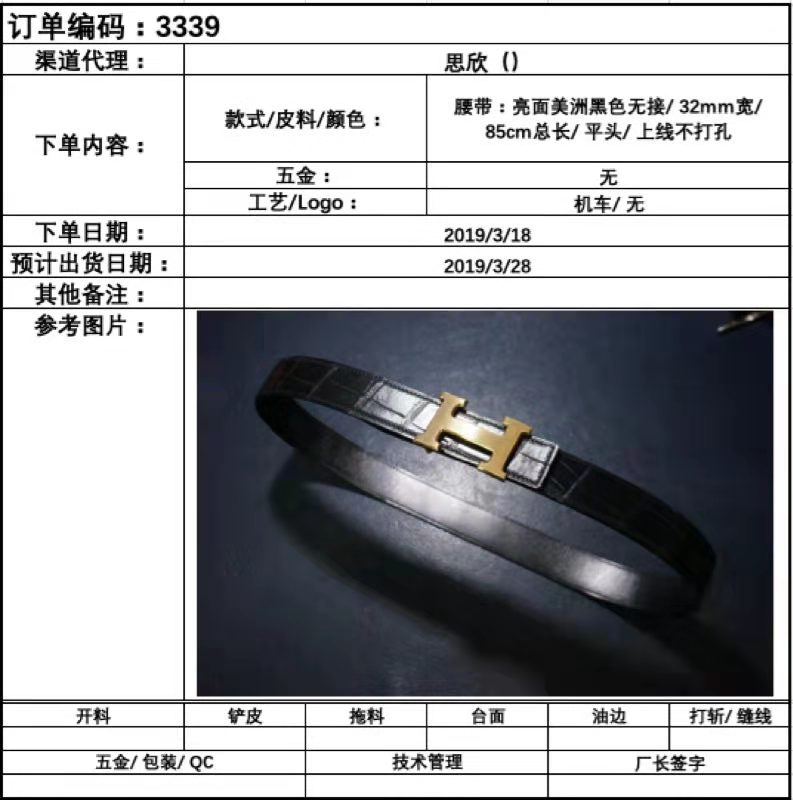 订单编码：3339
渠道代理： 思欣（）
下单内容： 款式/皮料/颜色： 腰带：亮面美洲黑色无接/ 32mm宽/
85cm总长/ 平头/ 上线不打孔
五金： 无
工艺/Logo： 机车/ 无
下单日期： 2019/3/18
预计出货日期： 2019/3/28
其他备注：
参考图片：
开料 铲皮 拖料 台面 油边 打斩/ 缝线
五金/ 包装/ QC 技术管理 厂长签字